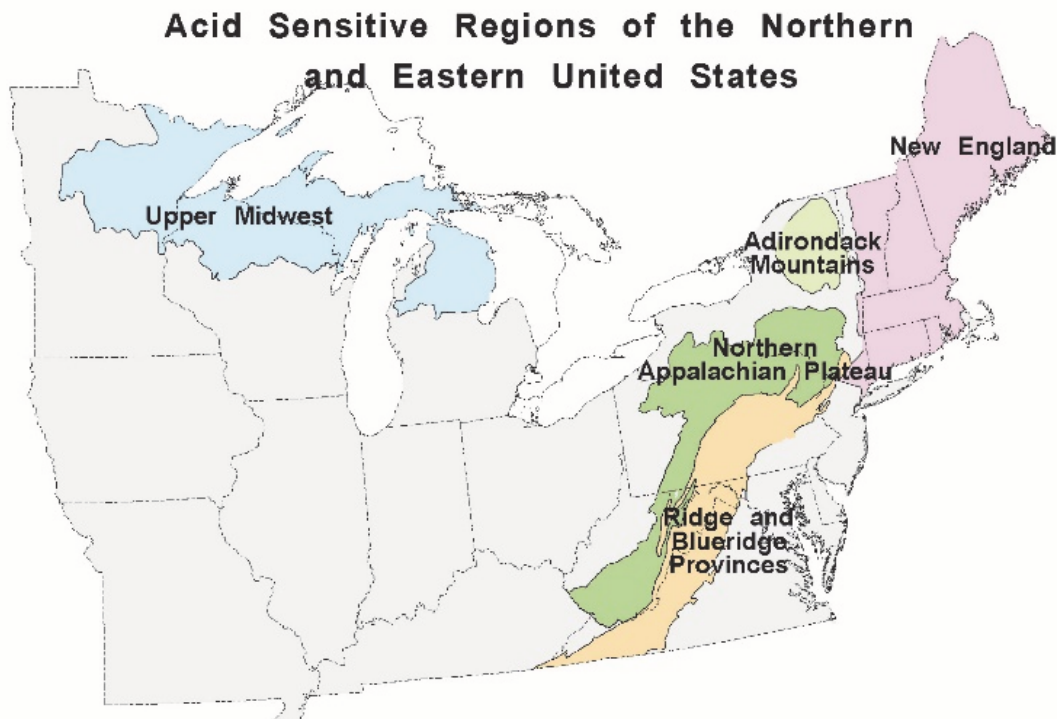 Acid Sensitive Regions of the Northern
and Eastern United States
New England
Upper Midwest
Adirondack
Mountains
Northern
Appalachian Plateau
Ridge and
Blueridge
Provinces